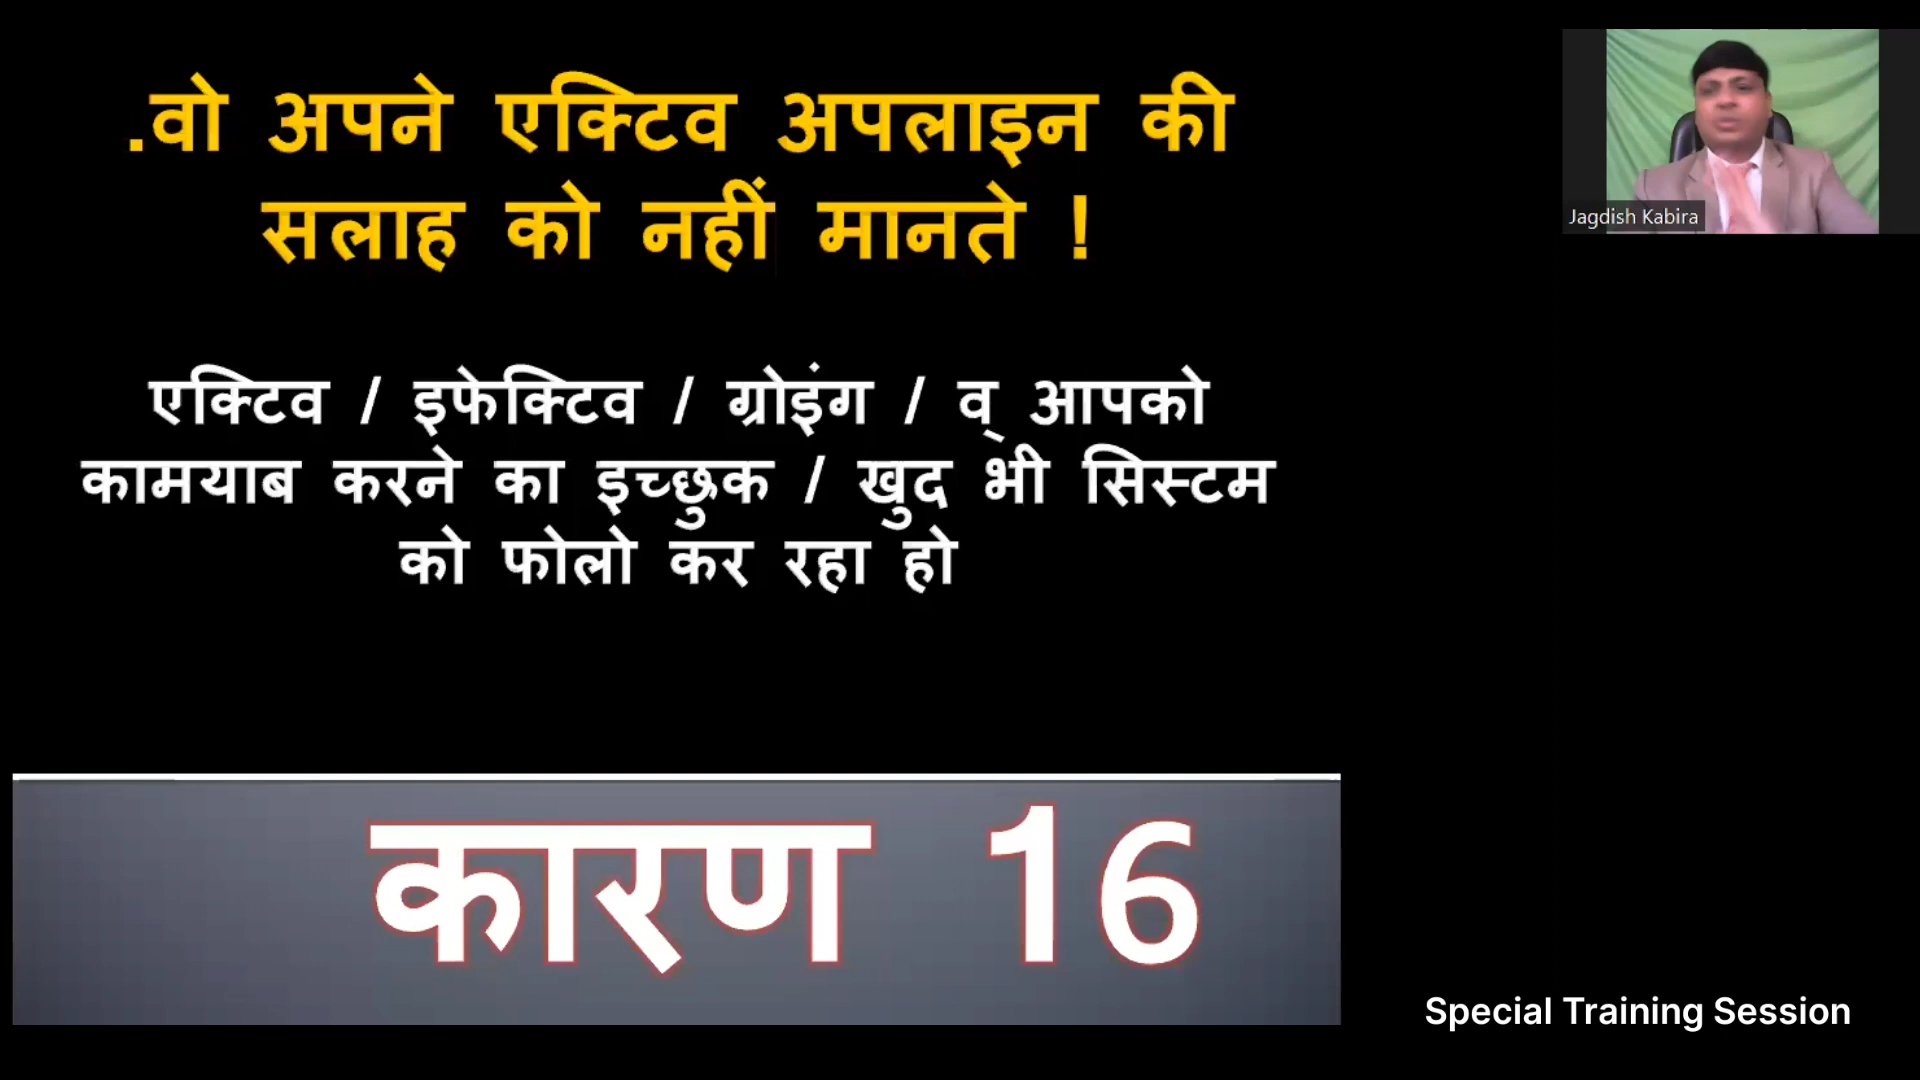 .वो अपने एक्टिव अपलाइन की
सलाह को नहीं मानते !
एक्टिव / इफेक्टिव / ग्रोइंग / व् आपको
कामयाब करने का इच्छुक / खुद भी सिस्टम
को फोलो कर रहा हो
कारण 16
Jagdish Kabira
Special Training Session